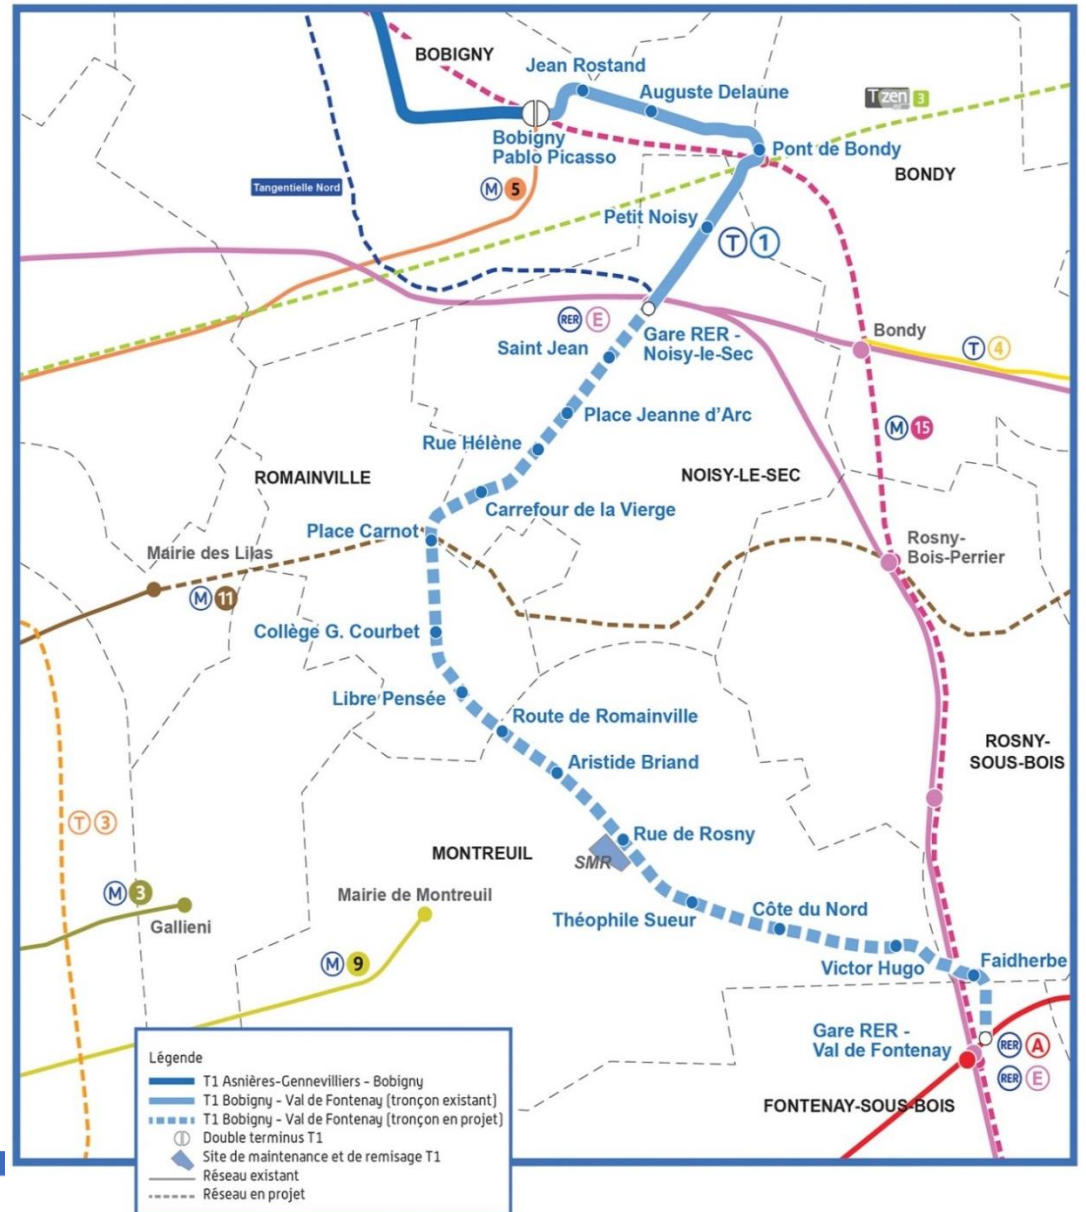 BOBIGNY
Jean Rostand
Auguste Delaune
T zen 3
Bobigny
Pablo Picasso
Pont de Bondy
BONDY
Tangentielle Nord
M 5
Petit Noisy
T 1
RER E
Gare RER -
Noisy-le-Sec
Bondy
T 4
Saint Jean
Place Jeanne d'Arc
M 15
Rue Hélène
ROMAINVILLE
NOISY-LE-SEC
Carrefour de la Vierge
Place Carnot
Rosny-
Bois-Perrier
Mairie des Lilas
M 11
Collège G. Courbet
Libre Pensée
Route de Romainville
ROSNY-
SOUS-BOIS
Aristide Briand
T 3
Rue de Rosny
MONTREUIL
SMR
M 3
Mairie de Montreuil
Gallieni
Théophile Sueur
Côte du Nord
M 9
Victor Hugo
Faidherbe
Gare RER -
Val de Fontenay
RER A
RER E
FONTENAY-SOUS-BOIS
Légende
T1 Asnières-Gennevilliers - Bobigny
T1 Bobigny - Val de Fontenay (tronçon existant)
T1 Bobigny - Val de Fontenay (tronçon en projet)
Double terminus T1
Site de maintenance et de remisage T1
Réseau existant
Réseau en projet